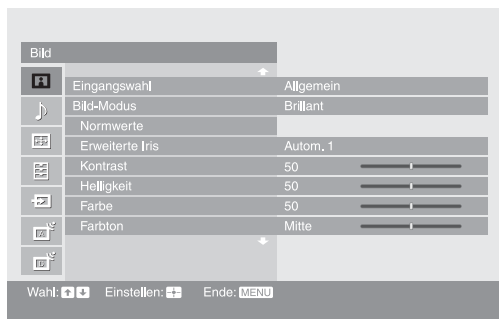 Bild
Eingangswahl Allgemein
Bild-Modus Brillant
Normwerte
Erweiterte Iris Autom. 1
Kontrast 50
Helligkeit 50
Farbe 50
Farbton Mitte
Wahl: Einstellen: Ende: MENU